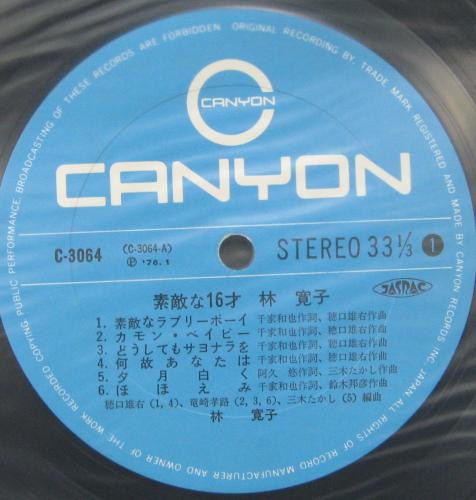 BROADCASTING OF THESE RECORDS ARE FORBIDDEN ORIGINAL RECORDING BY, TRADE MARK REGISTERED AND MADE BY CANYON RECORDS INC. JAPAN ALL RIGHTS OF RECORD MANUFACTURER AND OWNER OF THE WORK RECORDED COPYING PUBLIC PERFORMANCE,
CANYON
CANYON
C-3064 (C-3064-A) STEREO 33 1/3 1
Ⓟ '76.1
JASRAC
素敵な16才 林 寛子
1. 素敵なラブリーボーイ 千家和也作詞、穂口雄右作曲
2. カモン・ベイビー 千家和也作詞、穂口雄右作曲
3. どうしてもサヨナラを 千家和也作詞、穂口雄右作曲
4. 何故あなたは 千家和也作詞、穂口雄右作曲
5. 夕月白く 阿久 悠作詞、三木たかし作曲
6. ほほえみ 千家和也作詞、鈴木邦彦作曲
穂口雄右(1,4)、竜崎孝路(2,3,6)、三木たかし(5)編曲
林 寛子